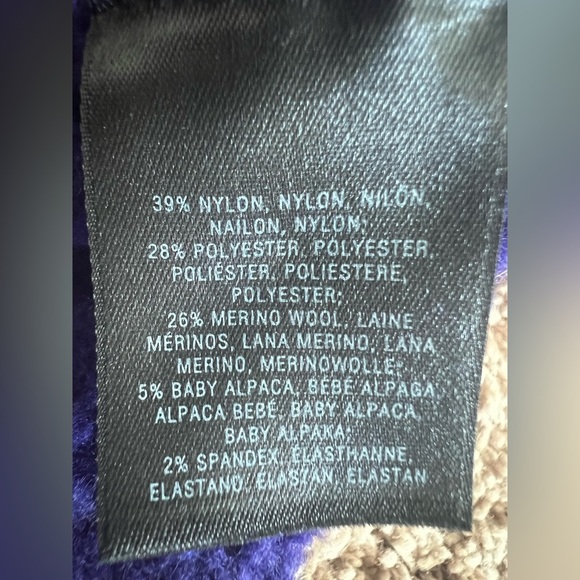 39% NYLON, NYLON, NILÓN,
NAILON, NYLON;
28% POLYESTER, POLYESTER,
POLIÉSTER, POLIESTERE,
POLYESTER;
26% MERINO WOOL, LAINE
MÉRINOS, LANA MERINO, LANA
MERINO, MERINOWOLLE;
5% BABY ALPACA, BÉBÉ ALPAGA,
ALPACA BEBÉ, BABY ALPACA,
BABY ALPAKA;
2% SPANDEX, ÉLASTHANNE,
ELASTANO, ELASTAN, ELASTAN